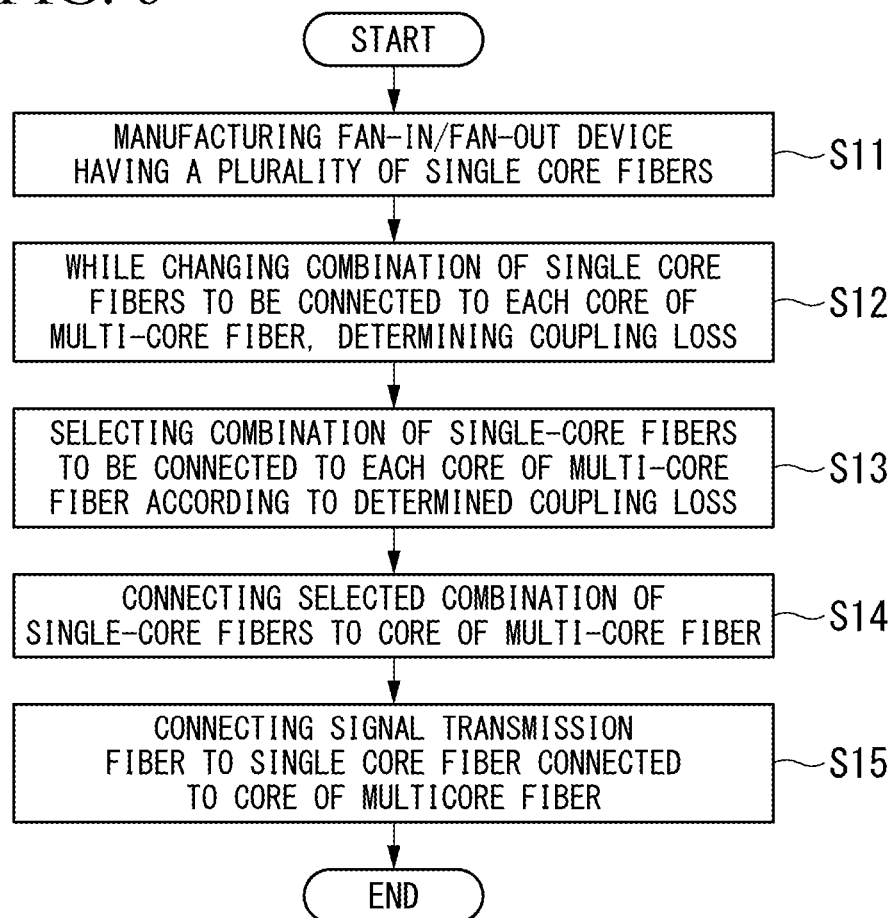 START
MANUFACTURING FAN-IN/FAN-OUT DEVICE
HAVING A PLURALITY OF SINGLE CORE FIBERS
S11
WHILE CHANGING COMBINATION OF SINGLE CORE
FIBERS TO BE CONNECTED TO EACH CORE OF
MULTI-CORE FIBER, DETERMINING COUPLING LOSS
S12
SELECTING COMBINATION OF SINGLE-CORE FIBERS
TO BE CONNECTED TO EACH CORE OF MULTI-CORE
FIBER ACCORDING TO DETERMINED COUPLING LOSS
S13
CONNECTING SELECTED COMBINATION OF
SINGLE-CORE FIBERS TO CORE OF MULTI-CORE FIBER
S14
CONNECTING SIGNAL TRANSMISSION
FIBER TO SINGLE CORE FIBER CONNECTED
TO CORE OF MULTICORE FIBER
S15
END